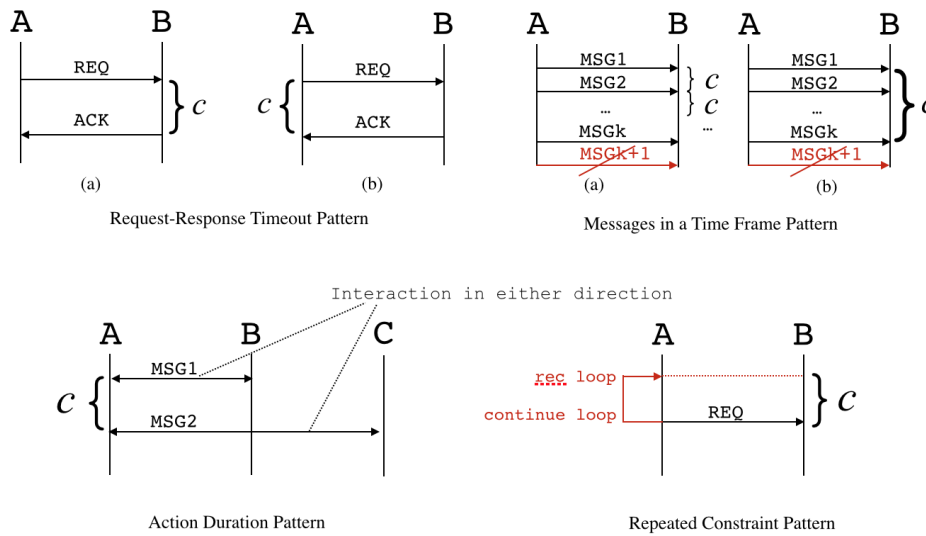 A B
REQ
c
ACK
(a)
A B
REQ
c
ACK
(b)
Request-Response Timeout Pattern
A B
MSG1
c
MSG2
c
...
...
MSGk
MSGk+1
(a)
A B
MSG1
MSG2
c
...
MSGk
MSGk+1
(b)
Messages in a Time Frame Pattern
Interaction in either direction
A B C
MSG1
c
MSG2
Action Duration Pattern
A B
rec loop
c
continue loop
REQ
Repeated Constraint Pattern